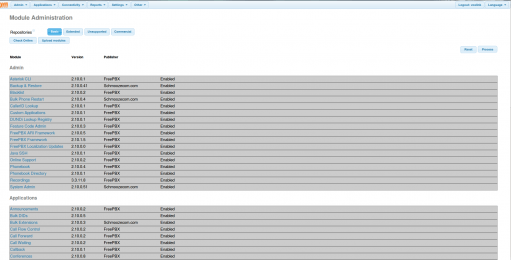 Admin Applications Connectivity Reports Settings Other Language
Module Administration
Repositories Basic Extended Unsupported Commercial
Check Online Upload modules
Reset Process
Module Version Publisher
Admin
Asterisk CLI 2.10.0.1 FreePBX Enabled
Backup & Restore 2.10.0.41 Schmoozecom.com Enabled
Blacklist 2.10.0.2 FreePBX Enabled
Bulk Phone Restart 2.10.0.4 Schmoozecom.com Enabled
CallerID Lookup 2.10.0.1 FreePBX Enabled
Custom Applications 2.10.0.1 FreePBX Enabled
DUNDi Lookup Registry 2.10.0.1 FreePBX Enabled
Feature Code Admin 2.10.0.3 FreePBX Enabled
FreePBX ARI Framework 2.10.0.5 FreePBX Enabled
FreePBX Framework 2.10.1.5 FreePBX Enabled
FreePBX Localization Updates 2.10.0.0 FreePBX Enabled
Java SSH 2.10.0.1 FreePBX Enabled
Online Support 2.10.0.2 FreePBX Enabled
Phonebook 2.10.0.4 FreePBX Enabled
Phonebook Directory 2.10.0.1 FreePBX Enabled
Recordings 3.3.11.8 FreePBX Enabled
System Admin 2.10.0.51 Schmoozecom.com Enabled
Applications
Announcements 2.10.0.2 FreePBX Enabled
Bulk DIDs 2.10.0.5 Enabled
Bulk Extensions 2.10.0.3 Schmoozecom.com Enabled
Call Flow Control 2.10.0.2 FreePBX Enabled
Call Forward 2.10.0.2 FreePBX Enabled
Call Waiting 2.10.0.2 FreePBX Enabled
Callback 2.10.0.1 FreePBX Enabled
Conferences 2.10.0.8 FreePBX Enabled